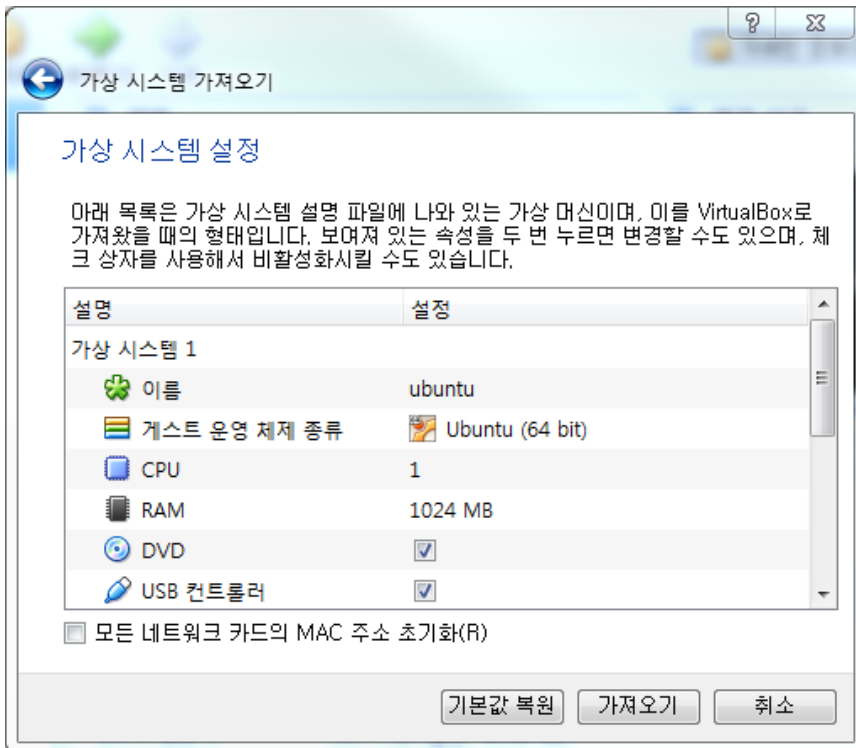 가상 시스템 가져오기
가상 시스템 설정
아래 목록은 가상 시스템 설명 파일에 나와 있는 가상 머신이며, 이를 VirtualBox로
가져왔을 때의 형태입니다. 보여져 있는 속성을 두 번 누르면 변경할 수도 있으며, 체
크 상자를 사용해서 비활성화시킬 수도 있습니다.
설명 설정
가상 시스템 1
이름 ubuntu
게스트 운영 체제 종류 Ubuntu (64 bit)
CPU 1
RAM 1024 MB
DVD
USB 컨트롤러
모든 네트워크 카드의 MAC 주소 초기화(R)
기본값 복원 가져오기 취소